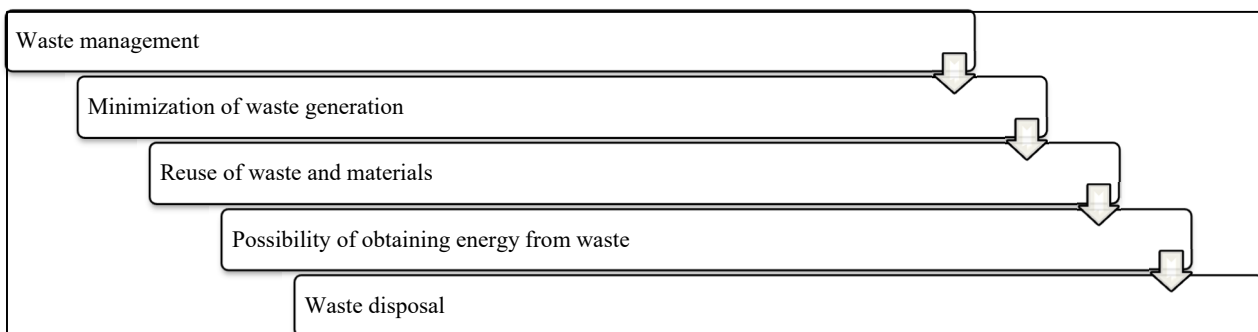 Waste management
Minimization of waste generation
Reuse of waste and materials
Possibility of obtaining energy from waste
Waste disposal